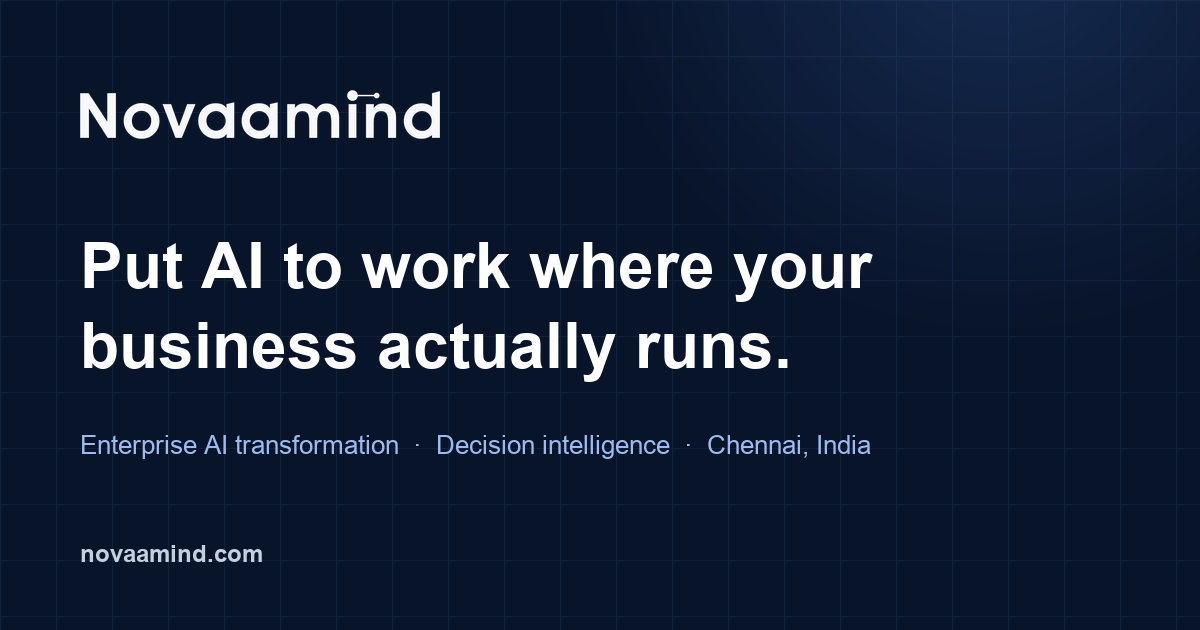 Novaamind
Put AI to work where your
business actually runs.
Enterprise AI transformation · Decision intelligence · Chennai, India
novaamind.com